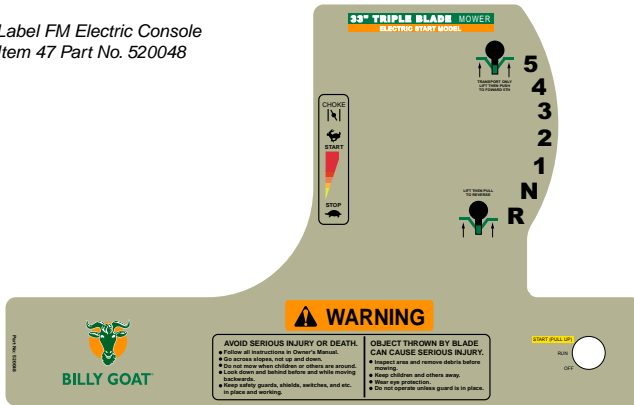 Label FM Electric Console
Item 47 Part No. 520048
33" TRIPLE BLADE MOWER
ELECTRIC START MODEL
TRANSPORT ONLY
LIFT THEN PUSH
TO FOWARD 5TH
5
4
3
2
1
N
R
LIFT THEN PULL
TO REVERSE
CHOKE
START
STOP
WARNING
AVOID SERIOUS INJURY OR DEATH.
● Follow all instructions in Owner's Manual.
● Go across slopes, not up and down.
● Do not mow when children or others are around.
● Look down and behind before and while moving
backwards.
● Keep safety guards, shields, switches, and etc.
in place and working.
OBJECT THROWN BY BLADE
CAN CAUSE SERIOUS INJURY.
● Inspect area and remove debris before
mowing.
● Keep children and others away.
● Wear eye protection.
● Do not operate unless guard is in place.
START (PULL UP)
RUN
OFF
BILLY GOAT